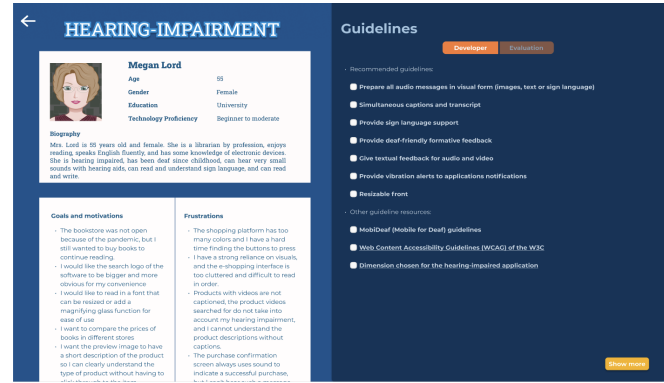 HEARING-IMPAIRMENT
Megan Lord
Age 55
Gender Female
Education University
Technology Proficiency Beginner to moderate
Biography
Mrs. Lord is 55 years old and female. She is a librarian by profession, enjoys
reading, speaks English fluently, and has some knowledge of electronic devices.
She is hearing impaired, has been deaf since childhood, can hear very small
sounds with hearing aids, can read and understand sign language, and can read
and write.
Goals and motivations
• The bookstore was not open
because of the pandemic, but I
still wanted to buy books to
continue reading.
• I would like the search logo of the
software to be bigger and more
obvious for my convenience
• I would like to read in a font that
can be resized or add a
magnifying glass function for
ease of use
• I want to compare the prices of
books in different stores
• I want the preview image to have
a short description of the product
so I can clearly understand the
type of product without having to
Frustrations
• The shopping platform has too
many colors and I have a hard
time finding the buttons to press
• I have a strong reliance on visuals,
and the e-shopping interface is
too cluttered and difficult to read
in order.
• Products with videos are not
captioned, the product videos
searched for do not take into
account my hearing impairment,
and I cannot understand the
product descriptions without
captions.
• The purchase confirmation
screen always uses sound to
indicate a successful purchase,
Guidelines
Developer Evaluation
• Recommended guidelines:
Prepare all audio messages in visual form (images, text or sign language)
Simultaneous captions and transcript
Provide sign language support
Provide deaf-friendly formative feedback
Give textual feedback for audio and video
Provide vibration alerts to applications notifications
Resizable front
• Other guideline resources:
MobiDeaf (Mobile for Deaf) guidelines
Web Content Accessibility Guidelines (WCAG) of the W3C
Dimension chosen for the hearing-impaired application
Show more